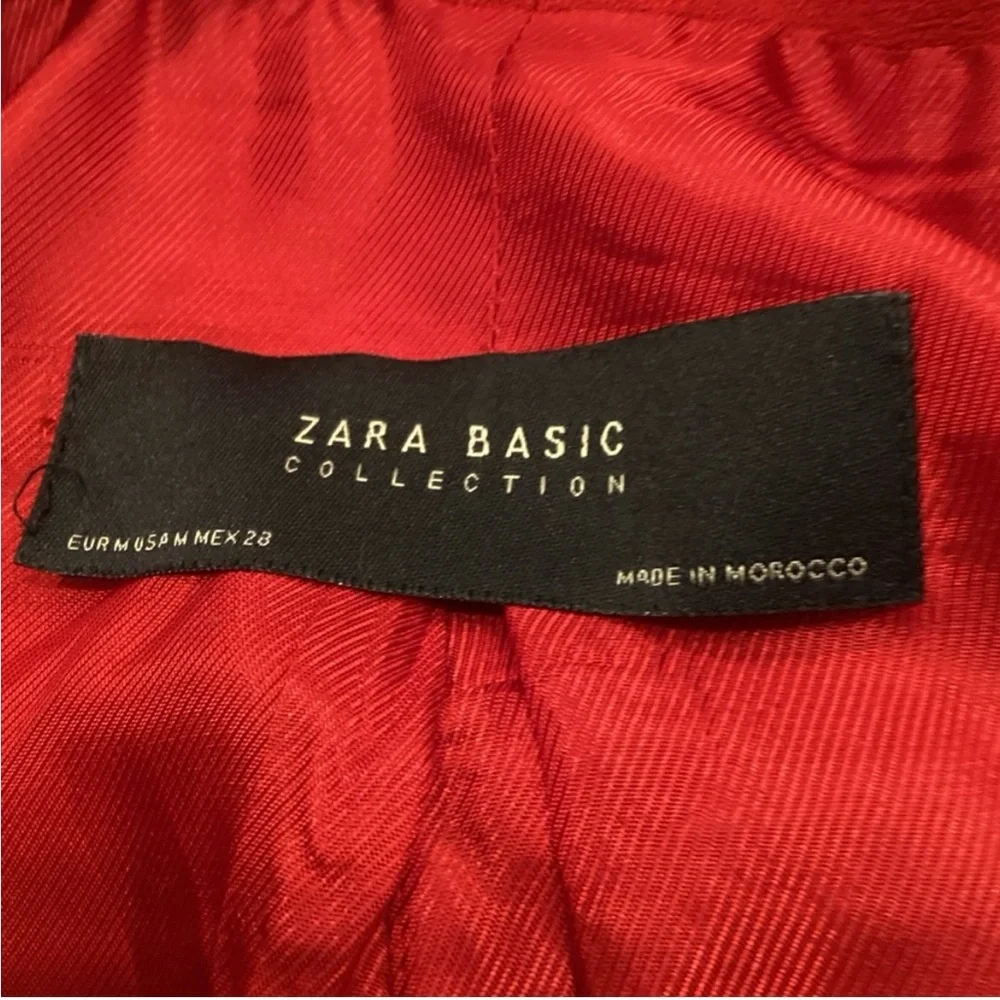 ZARA BASIC
COLLECTION
EUR M USA M MEX 28
MADE IN MOROCCO